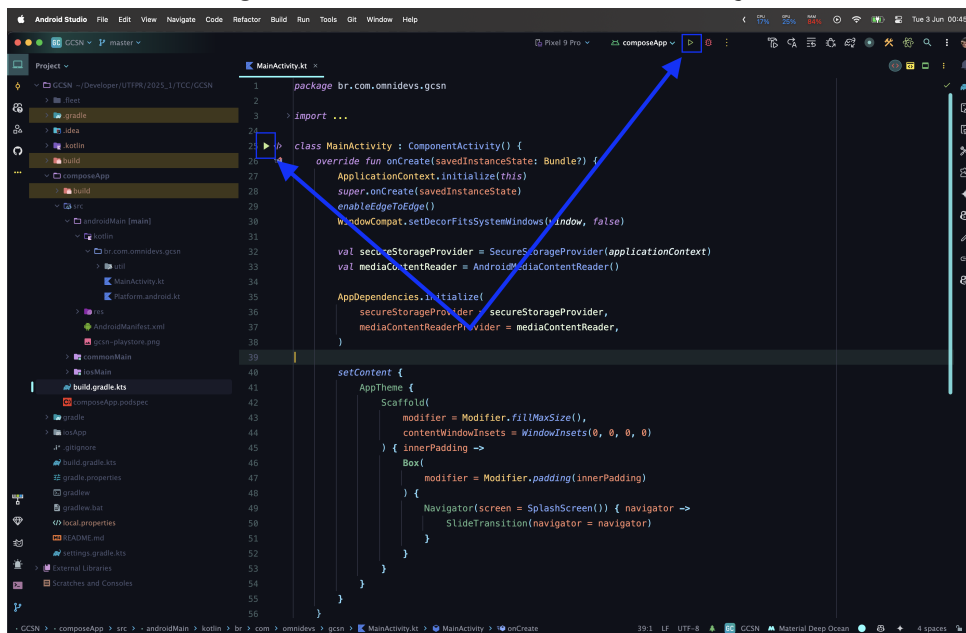 Android Studio File Edit View Navigate Code Refactor Build Run Tools Git Window Help CPU 17% GPU 25% RAM 84% Tue 3 Jun 00:45
GC GCSN master Pixel 9 Pro composeApp
Project MainActivity.kt
GCSN ~/Developer/UTFPR/2025_1/TCC/GCSN
.fleet
.gradle
.idea
.kotlin
build
composeApp
build
src
androidMain [main]
kotlin
br.com.omnidevs.gcsn
util
MainActivity.kt
Platform.android.kt
res
AndroidManifest.xml
gcsn-playstore.png
commonMain
iosMain
build.gradle.kts
composeApp.podspec
gradle
iosApp
.gitignore
build.gradle.kts
gradle.properties
gradlew
gradlew.bat
local.properties
README.md
settings.gradle.kts
External Libraries
Scratches and Consoles
1 package br.com.omnidevs.gcsn
2
3 import ...
24
25 class MainActivity : ComponentActivity() {
26 override fun onCreate(savedInstanceState: Bundle?) {
27 ApplicationContext.initialize(this)
28 super.onCreate(savedInstanceState)
29 enableEdgeToEdge()
30 WindowCompat.setDecorFitsSystemWindows(window, false)
31
32 val secureStorageProvider = SecureStorageProvider(applicationContext)
33 val mediaContentReader = AndroidMediaContentReader()
34
35 AppDependencies.initialize(
36 secureStorageProvider = secureStorageProvider,
37 mediaContentReaderProvider = mediaContentReader,
38 )
39
40 setContent {
41 AppTheme {
42 Scaffold(
43 modifier = Modifier.fillMaxSize(),
44 contentWindowInsets = WindowInsets(0, 0, 0, 0)
45 ) { innerPadding ->
46 Box(
47 modifier = Modifier.padding(innerPadding)
48 ) {
49 Navigator(screen = SplashScreen()) { navigator ->
50 SlideTransition(navigator = navigator)
51 }
52 }
53 }
54 }
55 }
56 }
GCSN > composeApp > src > androidMain > kotlin > br > com > omnidevs > gcsn > MainActivity.kt > MainActivity > onCreate 39:1 LF UTF-8 GC GCSN Material Deep Ocean 4 spaces